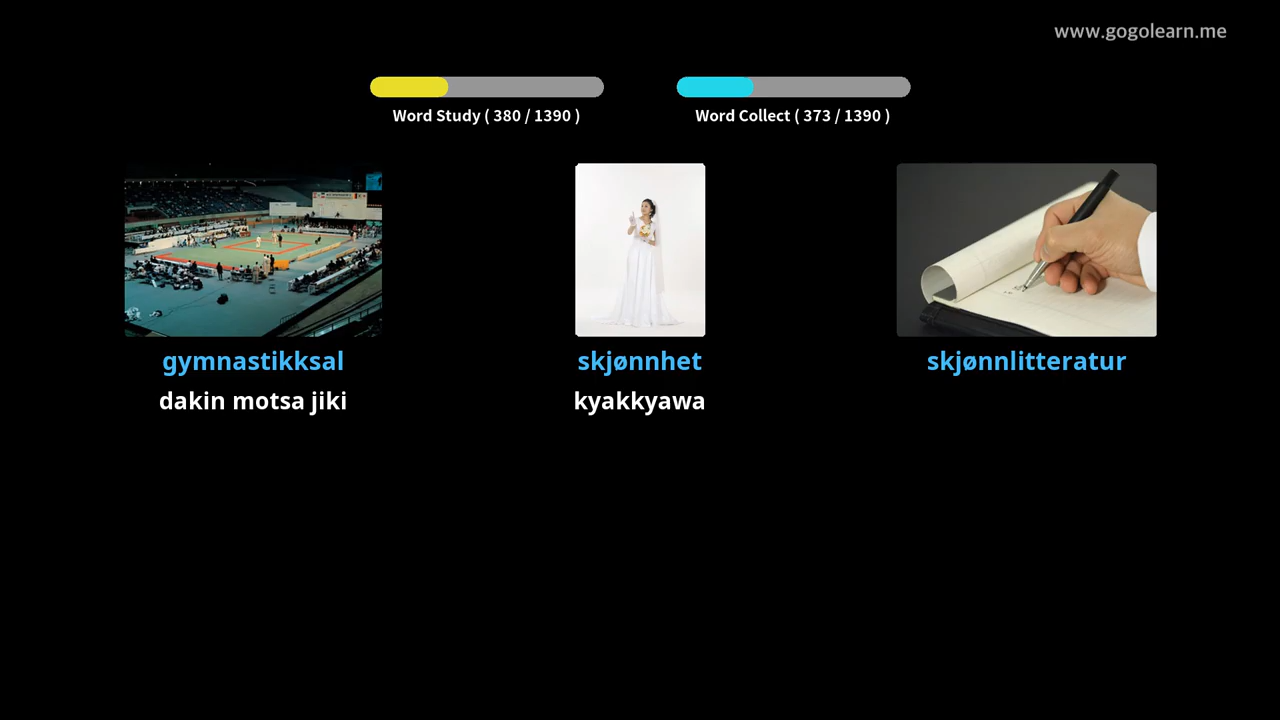 www.gogolearn.me
Word Study ( 380 / 1390 )
Word Collect ( 373 / 1390 )
gymnastikksal
skjønnhet
skjønnlitteratur
dakin motsa jiki
kyakkyawa